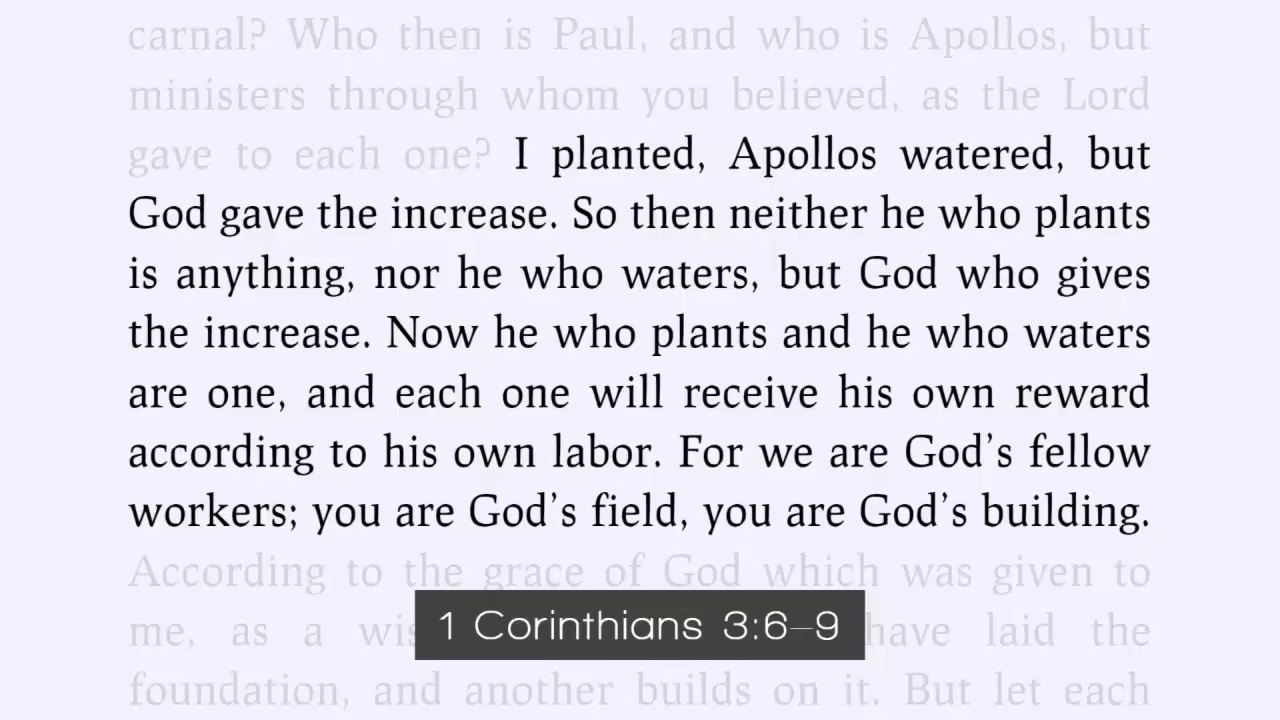 carnal? Who then is Paul, and who is Apollos, but
ministers through whom you believed, as the Lord
gave to each one? I planted, Apollos watered, but
God gave the increase. So then neither he who plants
is anything, nor he who waters, but God who gives
the increase. Now he who plants and he who waters
are one, and each one will receive his own reward
according to his own labor. For we are God’s fellow
workers; you are God’s field, you are God’s building.
According to the grace of God which was given to
me, as a have laid the
1 Corinthians 3:6–9
foundation, and another builds on it. But let each